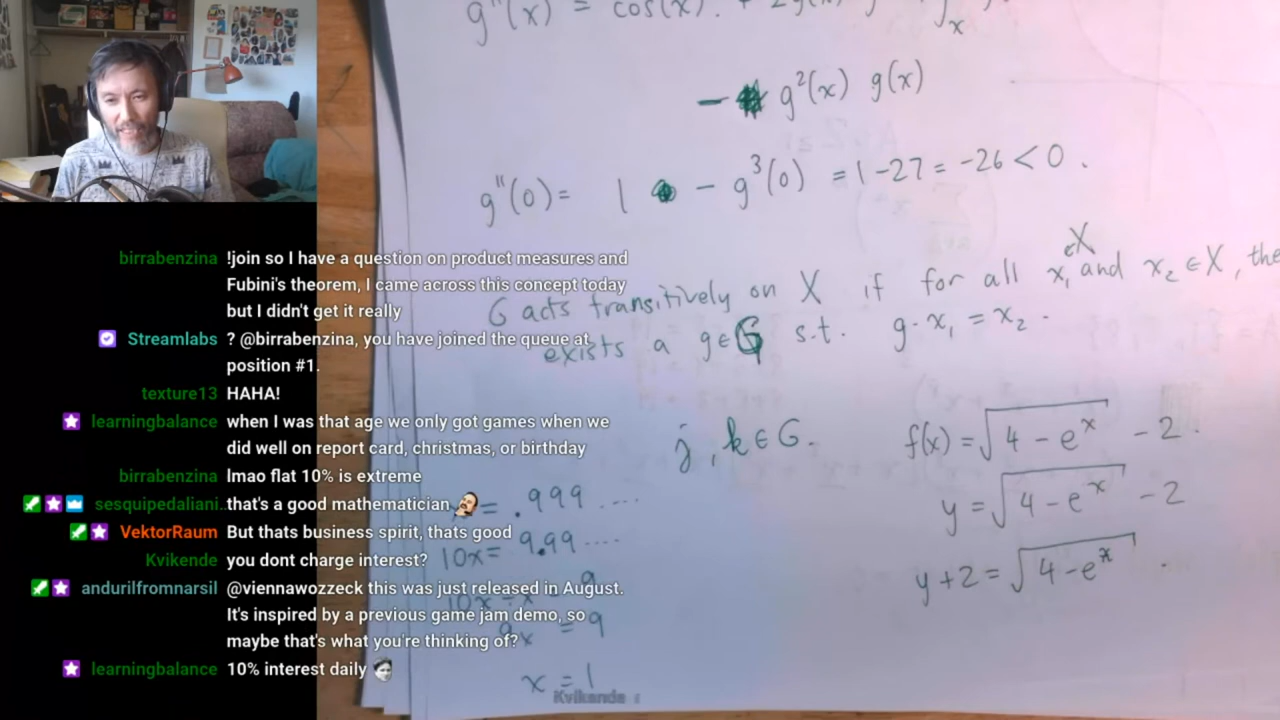 g"(x) = cos(x).
- g²(x) g(x)
g"(0) = 1 - g³(0) = 1-27 = -26 < 0.
G acts transitively on X if for all x₁ ∈X and x₂ ∈ X, the
exists a g∈G s.t. g·x₁ = x₂.
j, k ∈ G.
f(x) = √(4 - eˣ) - 2.
y = √(4 - eˣ) - 2
y + 2 = √(4 - eˣ)
= .999....
10x = 9.99....
9x = 9
x = 1
birrabenzina !join so I have a question on product measures and
Fubini's theorem, I came across this concept today
but I didn't get it really
Streamlabs ? @birrabenzina, you have joined the queue at
position #1.
texture13 HAHA!
learningbalance when I was that age we only got games when we
did well on report card, christmas, or birthday
birrabenzina lmao flat 10% is extreme
sesquipedaliani.. that's a good mathematician
VektorRaum But thats business spirit, thats good
Kvikende you dont charge interest?
andurilfromnarsil @viennawozzeck this was just released in August.
It's inspired by a previous game jam demo, so
maybe that's what you're thinking of?
learningbalance 10% interest daily
Kvikende